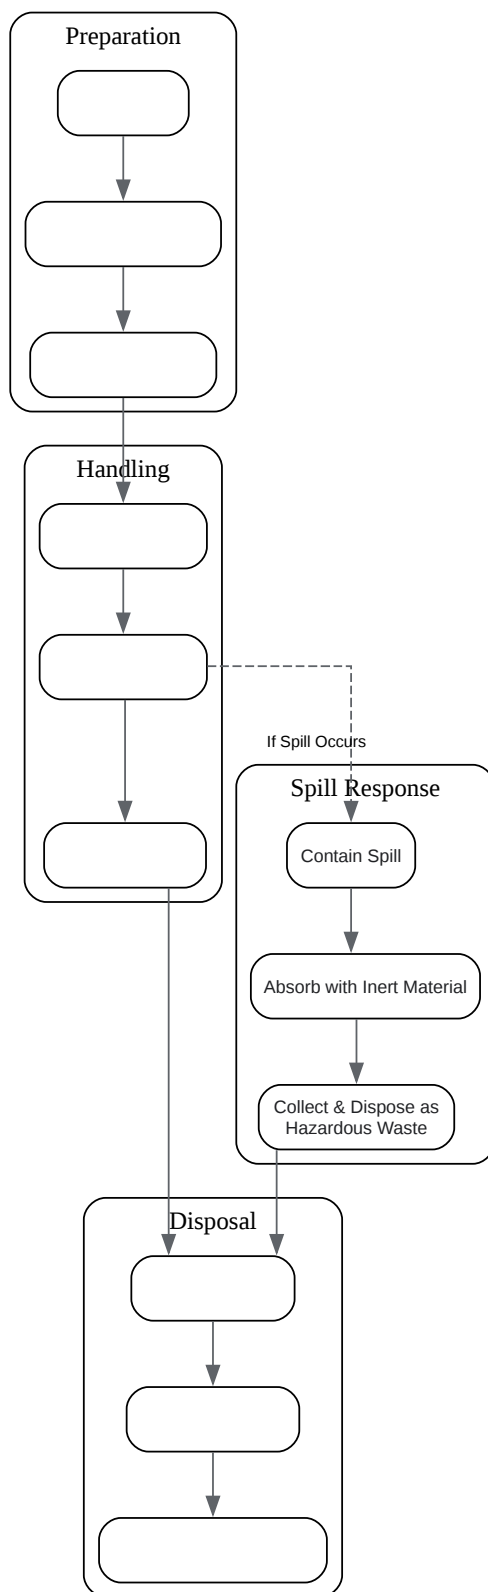 Preparation
Handling
If Spill Occurs
Spill Response
Contain Spill
Absorb with Inert Material
Collect & Dispose as
Hazardous Waste
Disposal